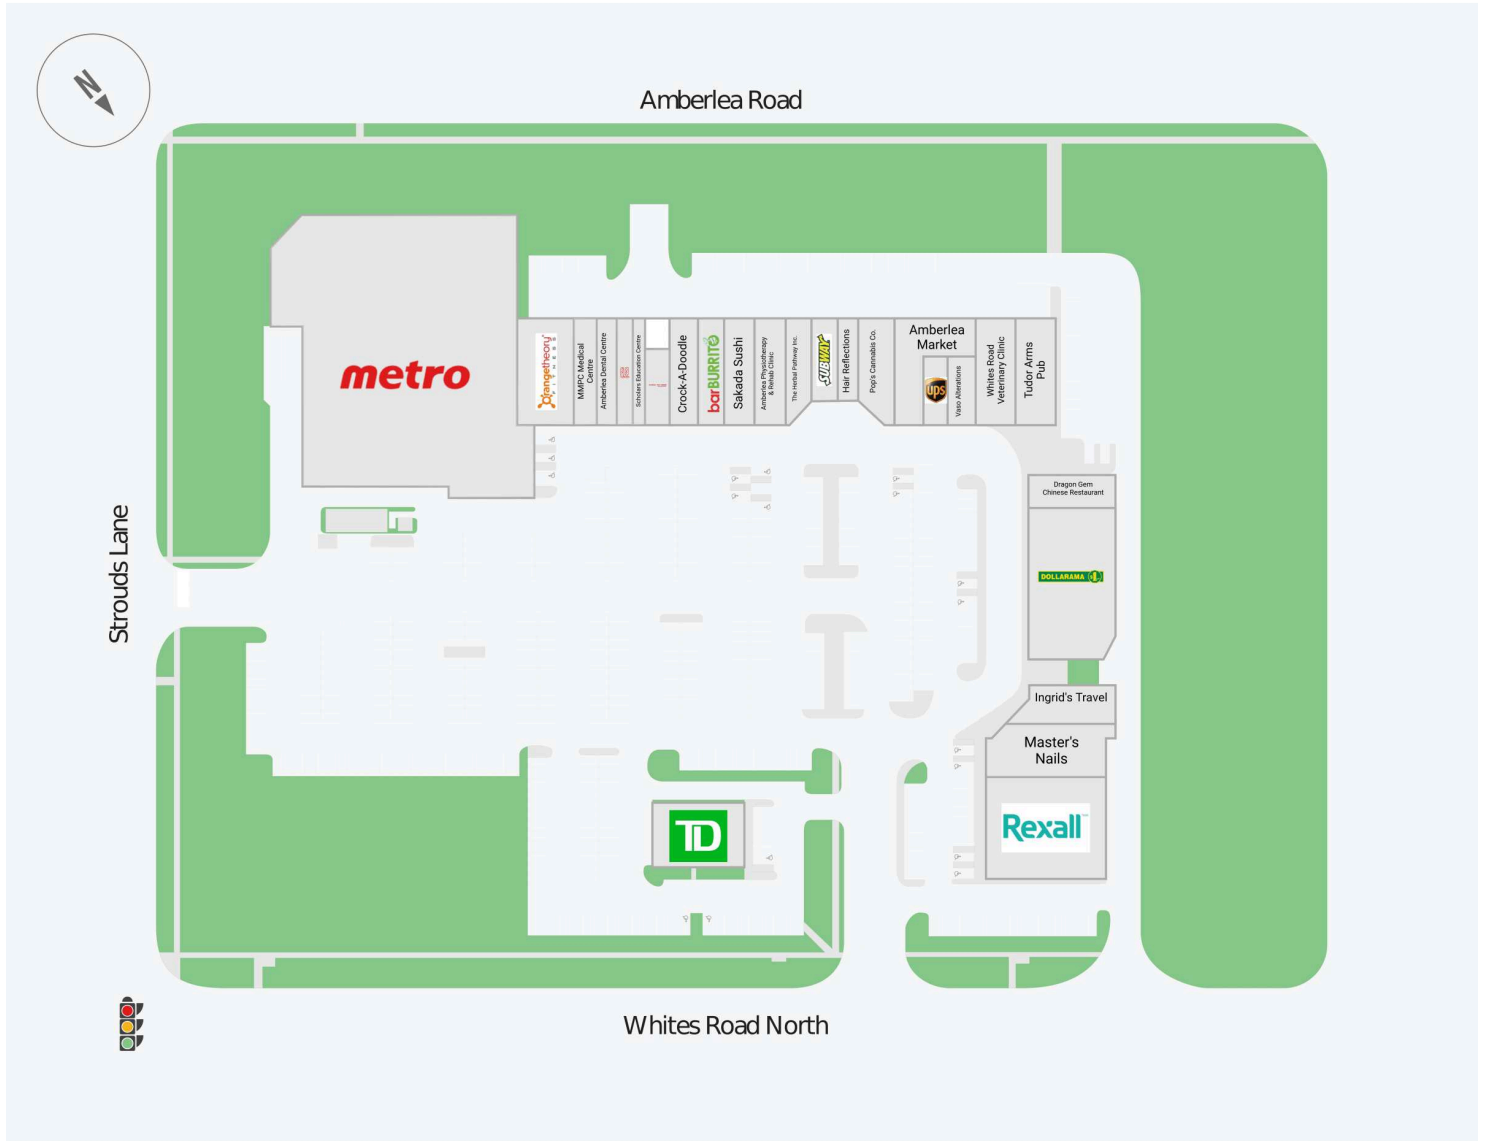 N
Amberlea Road
metro
Orangetheory
FITNESS
MMPC Medical
Centre
Amberlea Dental Centre
Scholars Education Centre
Crock-A-Doodle
barBURRITO
Sakada Sushi
Amberlea Physiotherapy
& Rehab Clinic
The Herbal Pathway Inc.
SUBWAY
Hair Reflections
Pop's Cannabis Co.
Amberlea
Market
ups
Vaso Alterations
Whites Road
Veterinary Clinic
Tudor Arms
Pub
Dragon Gem
Chinese Restaurant
DOLLARAMA
Strouds Lane
Ingrid's Travel
Master's
Nails
TD
Rexall
Whites Road North